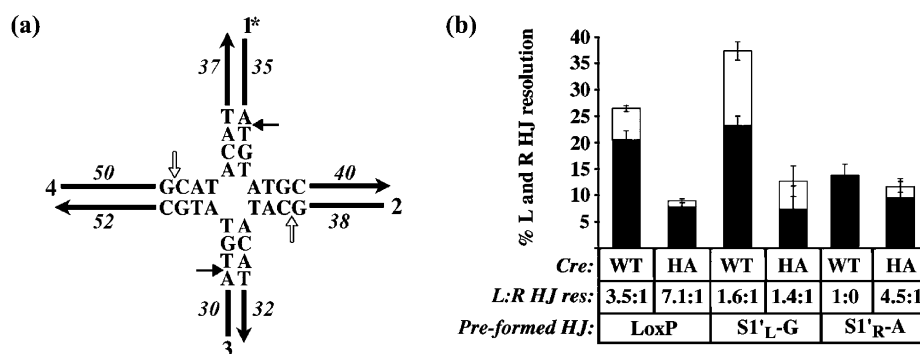 (a)
1*
37 35
T A
A T
C G
A T
50 GCAT ATGC 40
4
52 CGTA TACG 38
2
T A
G C
T A
A T
30 32
3
(b)
% L and R HJ resolution
40
35
30
25
20
15
10
5
Cre: WT HA WT HA WT HA
L:R HJ res: 3.5:1 7.1:1 1.6:1 1.4:1 1:0 4.5:1
Pre-formed HJ: LoxP S1'L-G S1'R-A